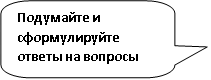 Подумайте и
сформулируйте
ответы на вопросы